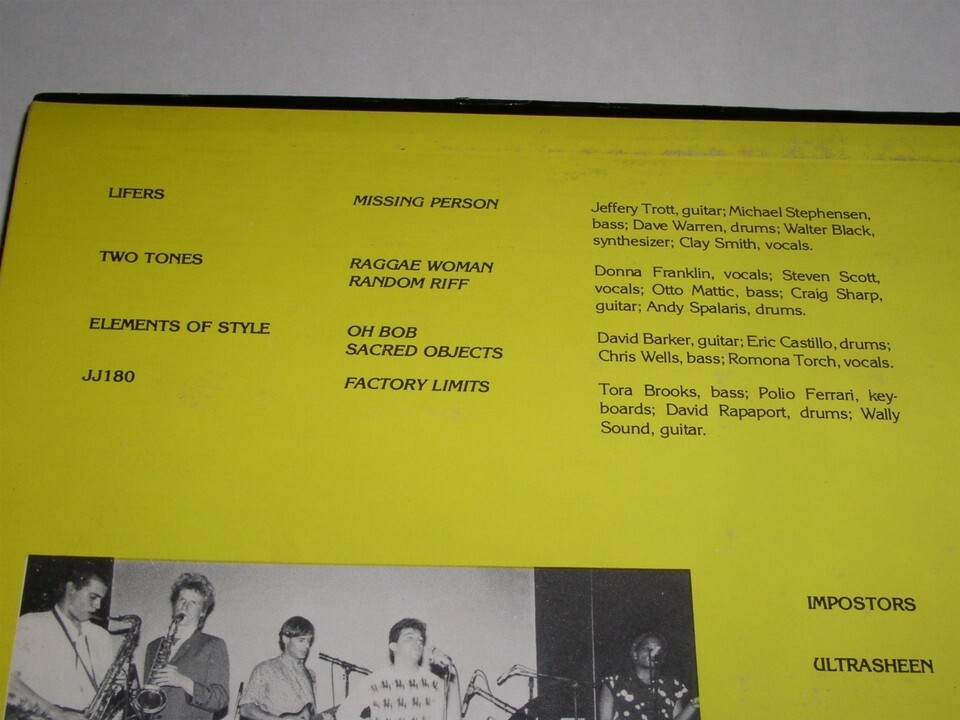 LIFERS
MISSING PERSON
Jeffery Trott, guitar; Michael Stephensen,
bass; Dave Warren, drums; Walter Black,
synthesizer; Clay Smith, vocals.
TWO TONES
RAGGAE WOMAN
RANDOM RIFF
Donna Franklin, vocals; Steven Scott,
vocals; Otto Mattic, bass; Craig Sharp,
guitar; Andy Spalaris, drums.
ELEMENTS OF STYLE
OH BOB
SACRED OBJECTS
David Barker, guitar; Eric Castillo, drums;
Chris Wells, bass; Romona Torch, vocals.
JJ180
FACTORY LIMITS
Tora Brooks, bass; Polio Ferrari, key-
boards; David Rapaport, drums; Wally
Sound, guitar.
IMPOSTORS
ULTRASHEEN